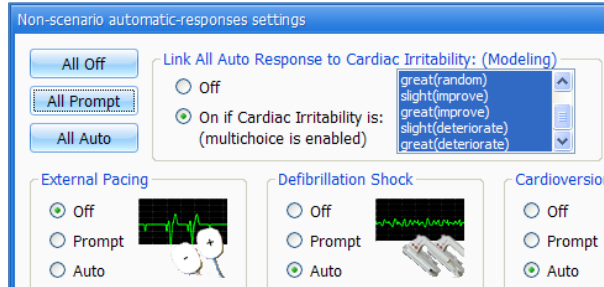 Non-scenario automatic-responses settings
All Off
All Prompt
All Auto
Link All Auto Response to Cardiac Irritability: (Modeling)
Off
On if Cardiac Irritability is:
(multichoice is enabled)
great(random)
slight(improve)
great(improve)
slight(deteriorate)
great(deteriorate)
External Pacing
Off
Prompt
Auto
Defibrillation Shock
Off
Prompt
Auto
Cardioversion
Off
Prompt
Auto